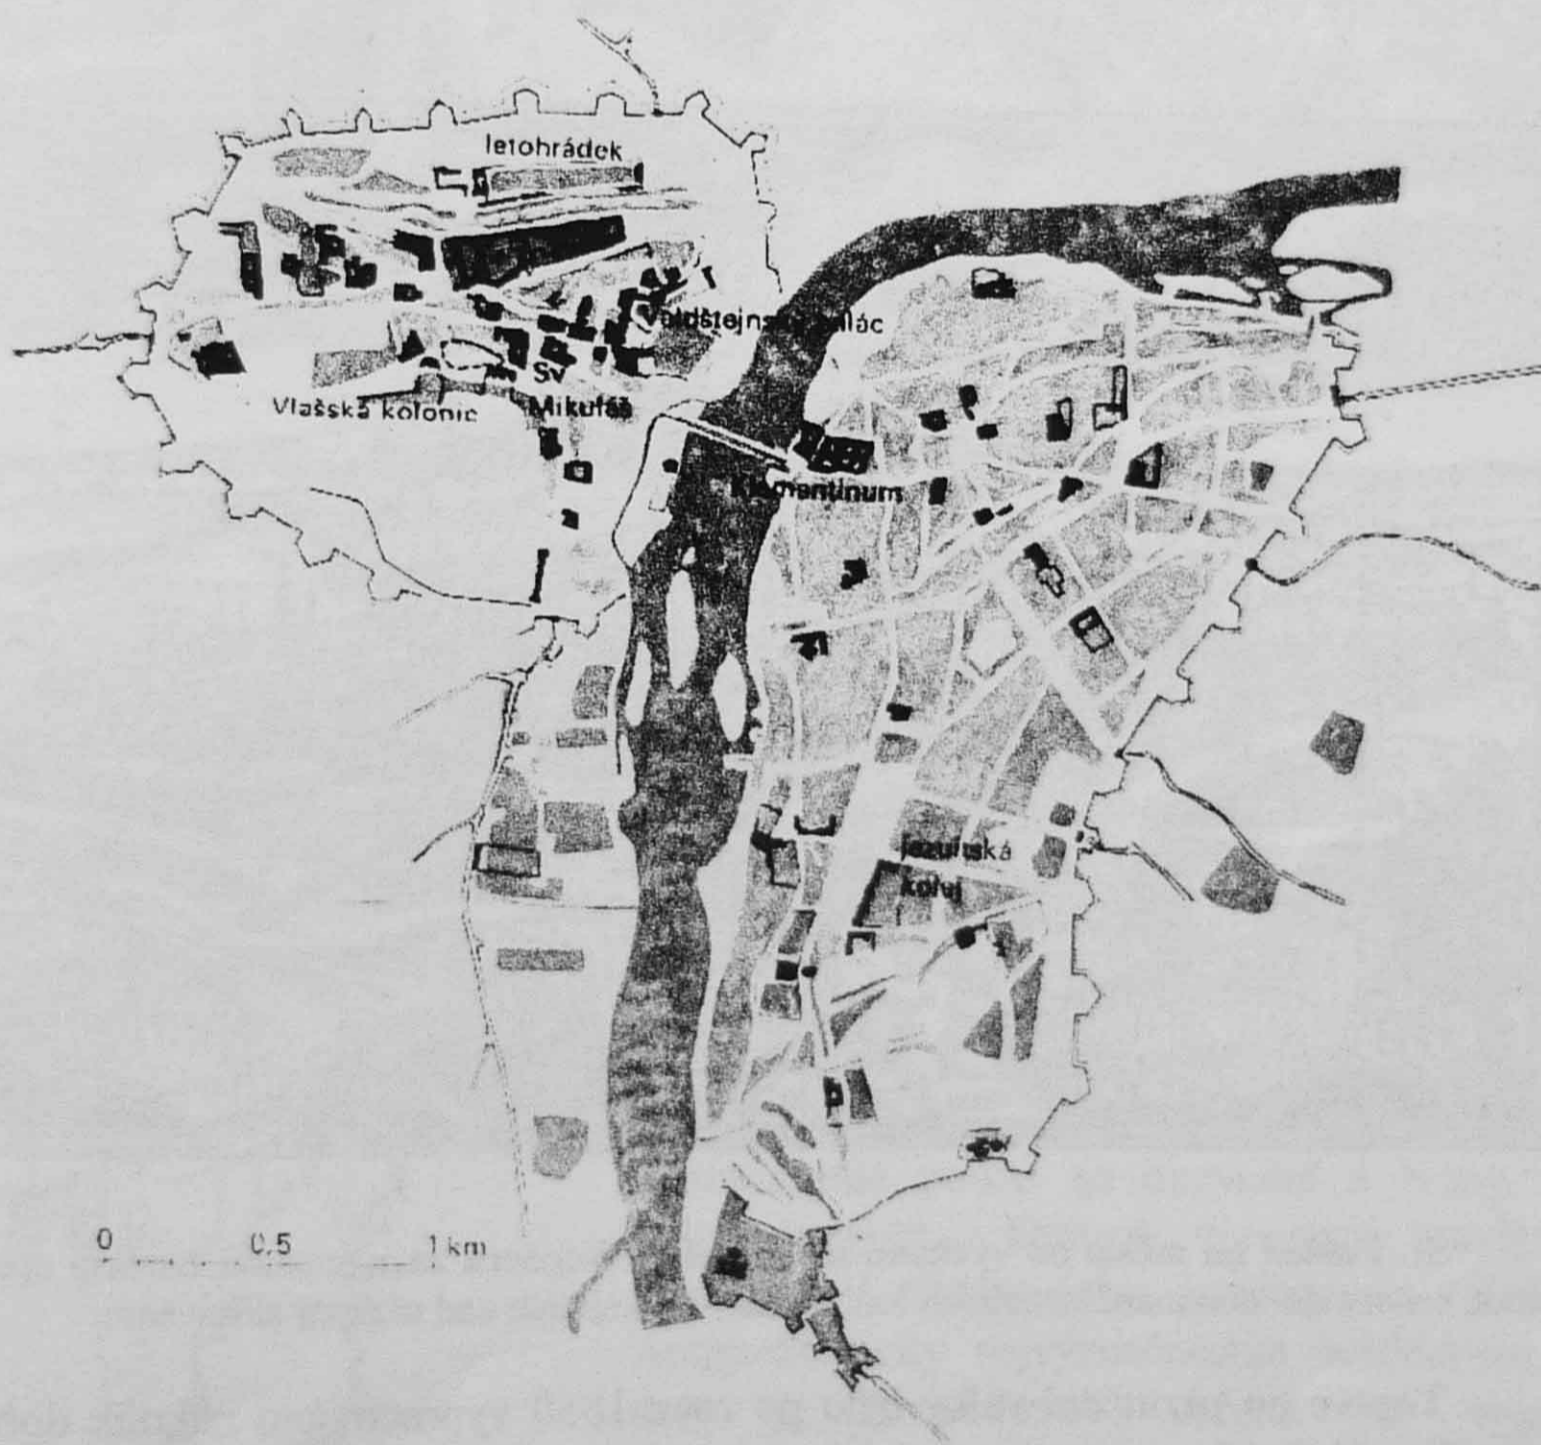 letohrádek
Valdštejnský palác
Sv
Mikuláš
Vlašská kolonie
Klementinum
jezuitská
kolej
0 0,5 1 km